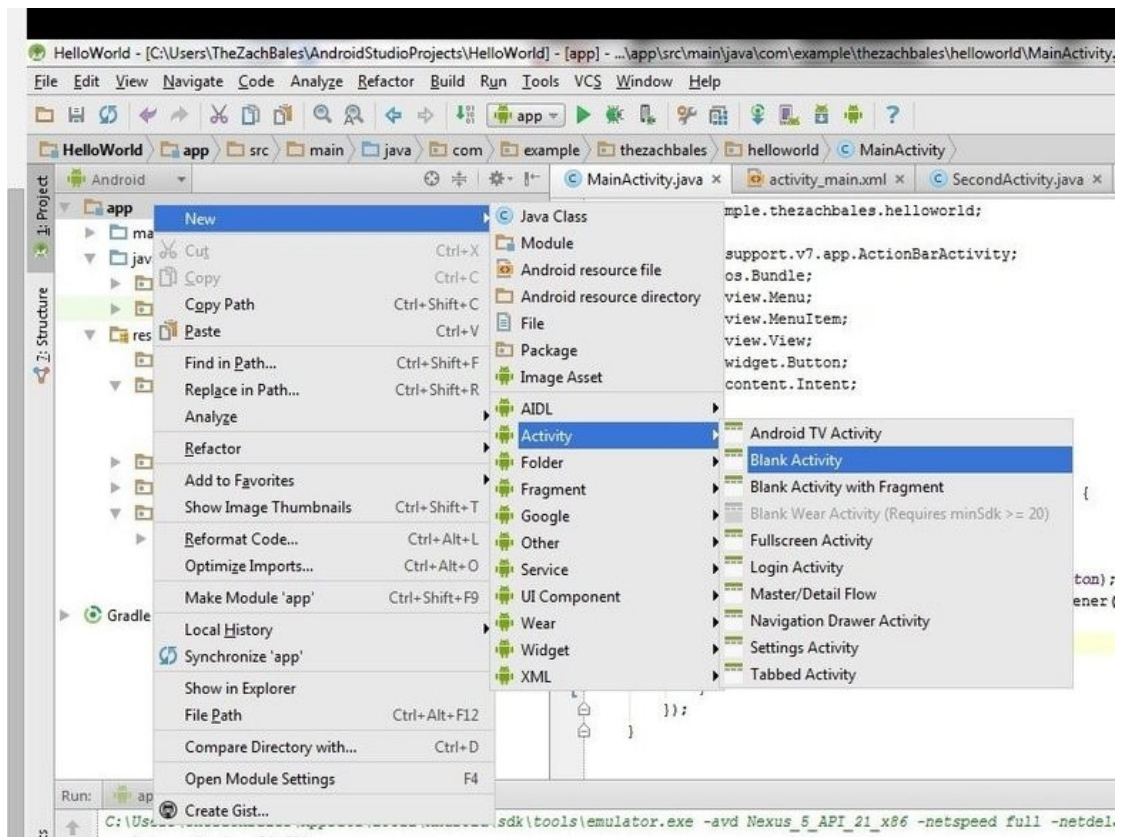 HelloWorld - [C:\Users\TheZachBales\AndroidStudioProjects\HelloWorld] - [app] - ...\app\src\main\java\com\example\thezachbales\helloworld\MainActivity.
File Edit View Navigate Code Analyze Refactor Build Run Tools VCS Window Help
app
HelloWorld app src main java com example thezachbales helloworld MainActivity
1: Project
7: Structure
Android
MainActivity.java activity_main.xml SecondActivity.java
app
ma
jav
res
Gradle
New
Cut Ctrl+X
Copy Ctrl+C
Copy Path Ctrl+Shift+C
Paste Ctrl+V
Find in Path... Ctrl+Shift+F
Replace in Path... Ctrl+Shift+R
Analyze
Refactor
Add to Favorites
Show Image Thumbnails Ctrl+Shift+T
Reformat Code... Ctrl+Alt+L
Optimize Imports... Ctrl+Alt+O
Make Module 'app' Ctrl+Shift+F9
Local History
Synchronize 'app'
Show in Explorer
File Path Ctrl+Alt+F12
Compare Directory with... Ctrl+D
Open Module Settings F4
Create Gist...
Java Class
Module
Android resource file
Android resource directory
File
Package
Image Asset
AIDL
Activity
Folder
Fragment
Google
Other
Service
UI Component
Wear
Widget
XML
Android TV Activity
Blank Activity
Blank Activity with Fragment
Blank Wear Activity (Requires minSdk >= 20)
Fullscreen Activity
Login Activity
Master/Detail Flow
Navigation Drawer Activity
Settings Activity
Tabbed Activity
mple.thezachbales.helloworld;
support.v7.app.ActionBarActivity;
os.Bundle;
view.Menu;
view.MenuItem;
view.View;
widget.Button;
content.Intent;
{
ton);
ener(
}
});
}
Run: ap
C:\Us
sdk\tools\emulator.exe -avd Nexus_5_API_21_x86 -netspeed full -netdel